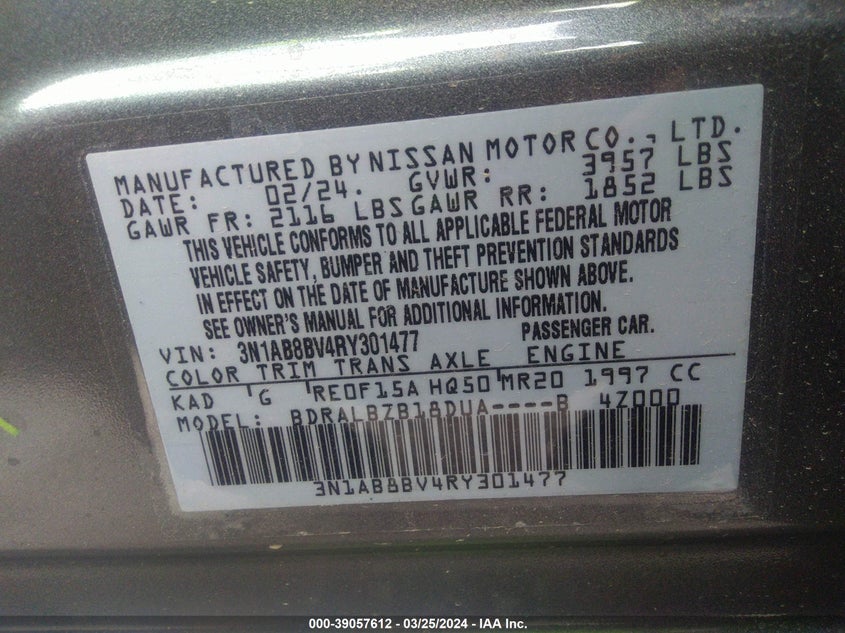 MANUFACTURED BY NISSAN MOTOR CO., LTD.
DATE: 02/24. GVWR: 3957 LBS
GAWR FR: 2116 LBS GAWR RR: 1852 LBS
THIS VEHICLE CONFORMS TO ALL APPLICABLE FEDERAL MOTOR
VEHICLE SAFETY, BUMPER AND THEFT PREVENTION STANDARDS
IN EFFECT ON THE DATE OF MANUFACTURE SHOWN ABOVE.
SEE OWNER'S MANUAL FOR ADDITIONAL INFORMATION.
VIN: 3N1AB8BV4RY301477 PASSENGER CAR.
COLOR TRIM TRANS AXLE ENGINE
KAD G RE0F15A HQ50 MR20 1997 CC
MODEL: BDRALBZB18DUA----B 4Z000
3N1AB8BV4RY301477
000-39057612 — 03/25/2024 — IAA Inc.